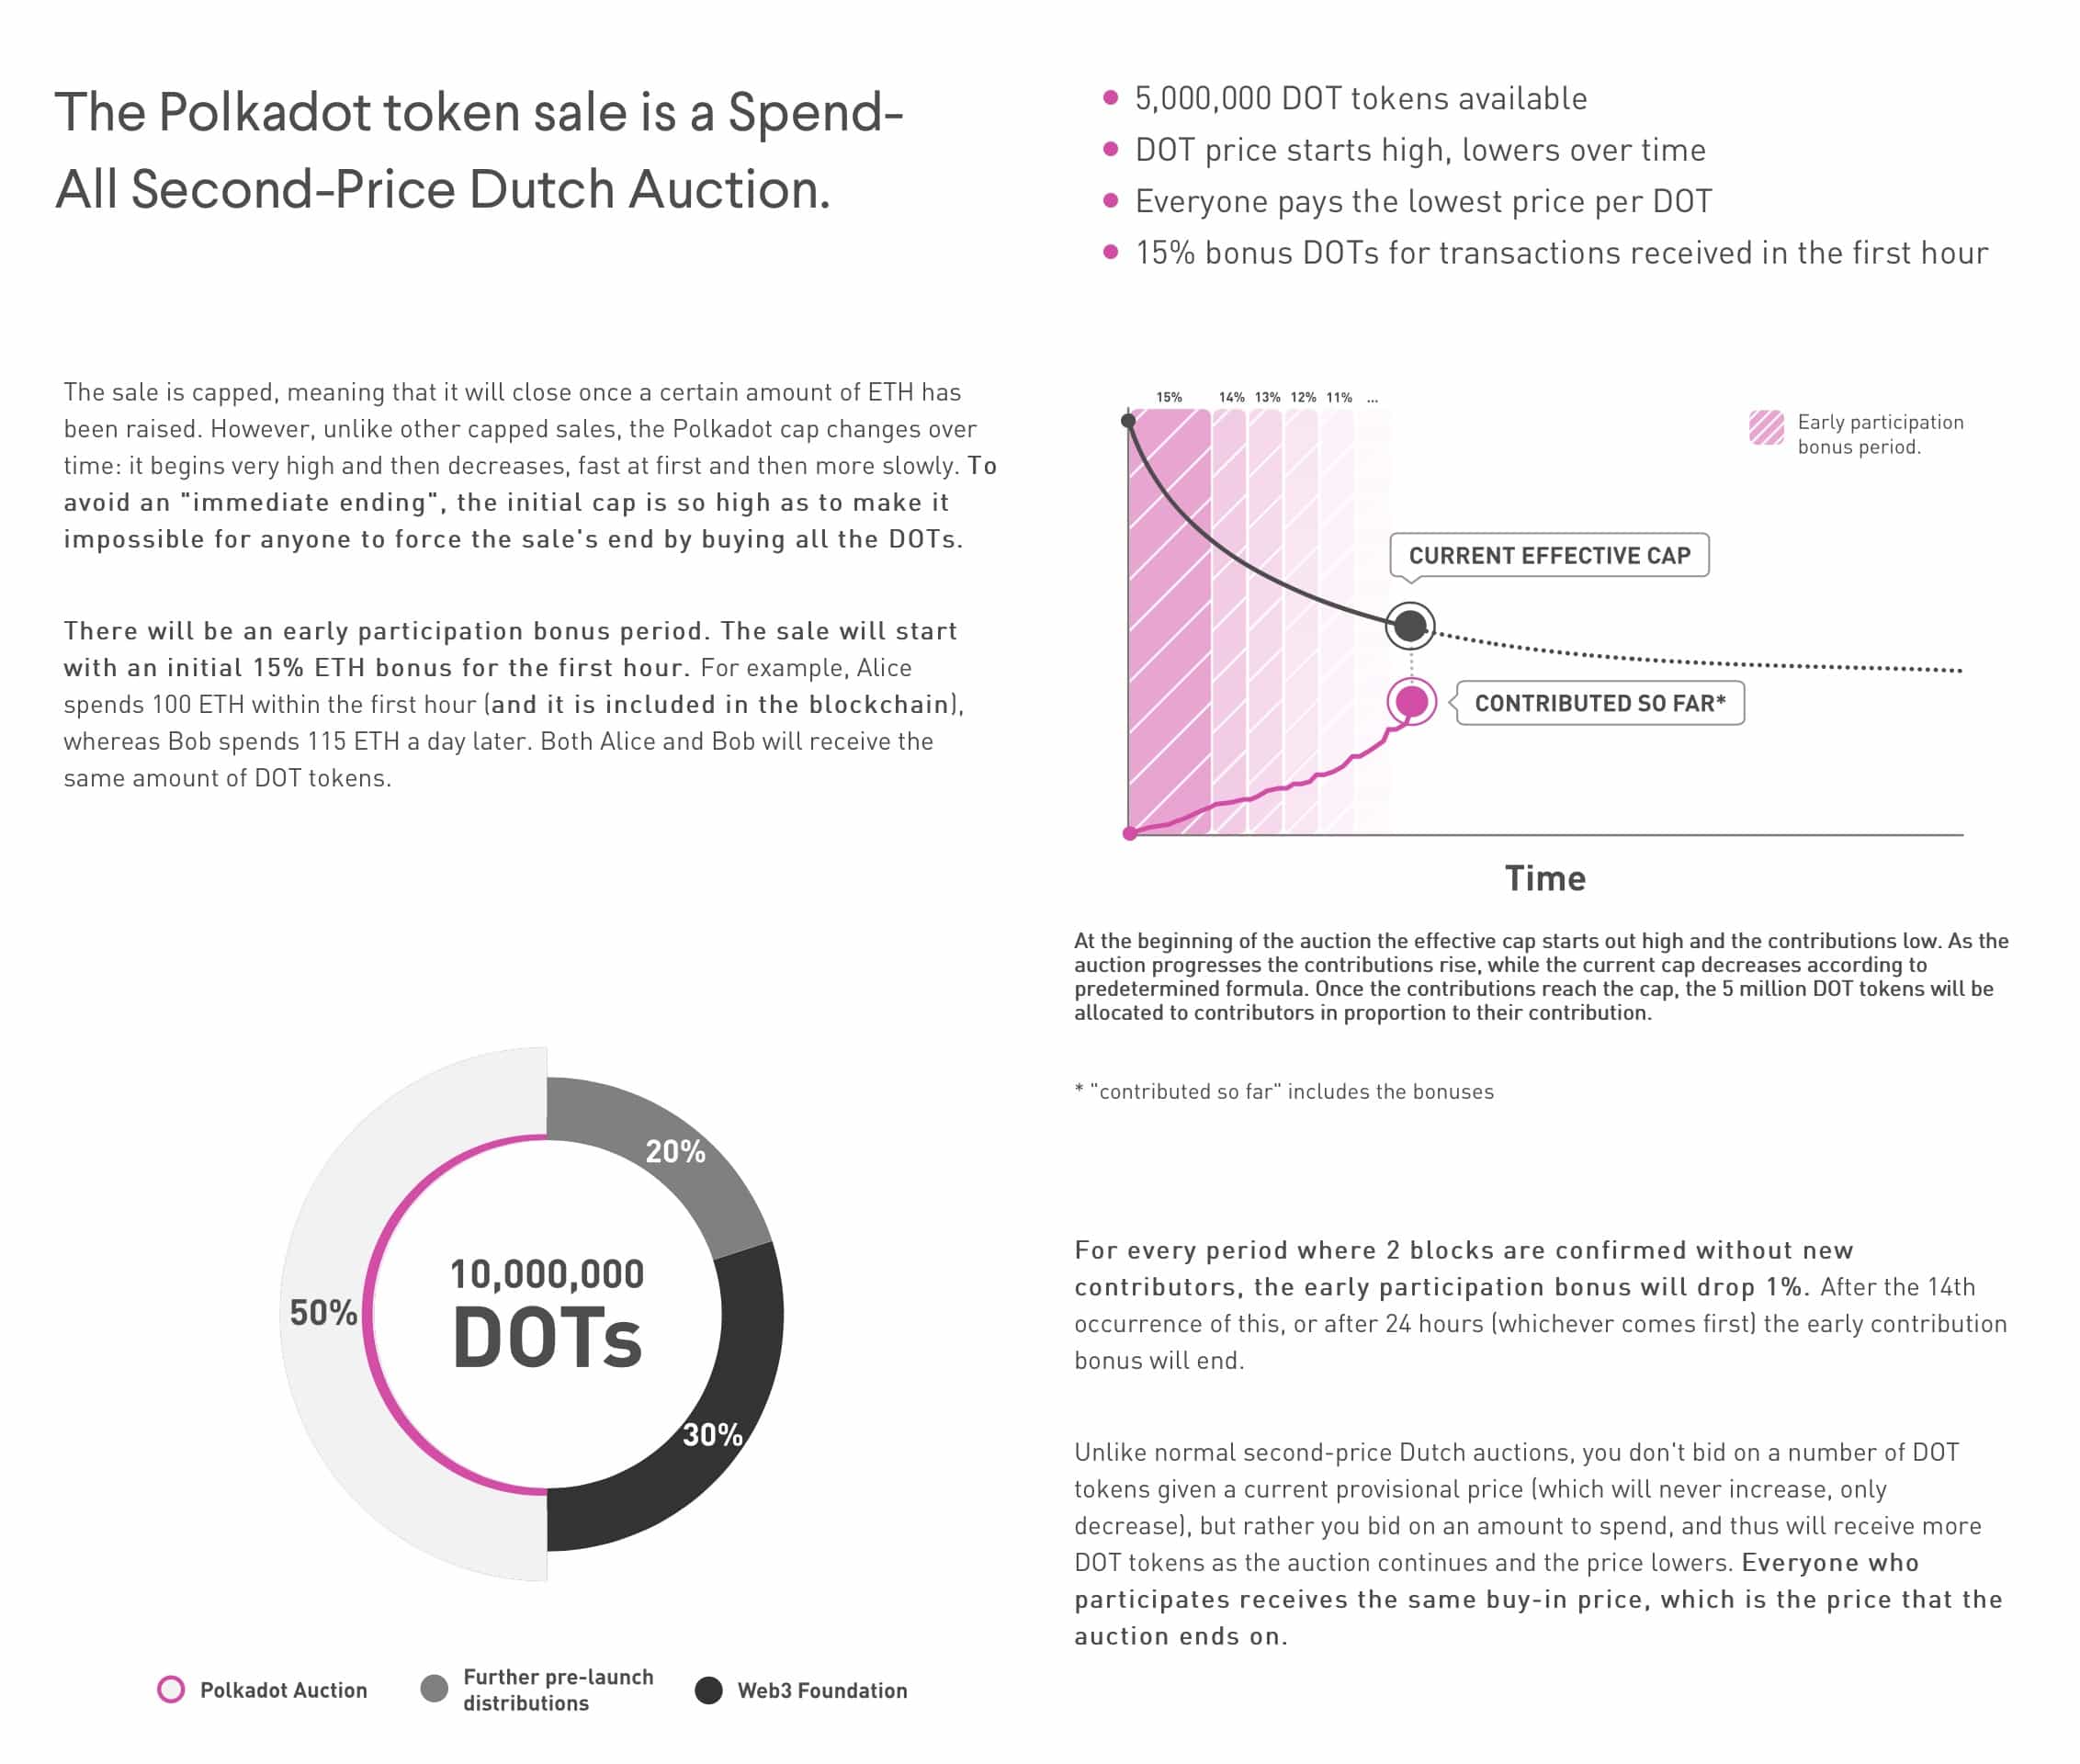 The Polkadot token sale is a Spend-
All Second-Price Dutch Auction.
The sale is capped, meaning that it will close once a certain amount of ETH has
been raised. However, unlike other capped sales, the Polkadot cap changes over
time: it begins very high and then decreases, fast at first and then more slowly. To
avoid an "immediate ending", the initial cap is so high as to make it
impossible for anyone to force the sale's end by buying all the DOTs.
There will be an early participation bonus period. The sale will start
with an initial 15% ETH bonus for the first hour. For example, Alice
spends 100 ETH within the first hour (and it is included in the blockchain),
whereas Bob spends 115 ETH a day later. Both Alice and Bob will receive the
same amount of DOT tokens.
20%
10,000,000
DOTs
50%
30%
Polkadot Auction
Further pre-launch
distributions
Web3 Foundation
5,000,000 DOT tokens available
DOT price starts high, lowers over time
Everyone pays the lowest price per DOT
15% bonus DOTs for transactions received in the first hour
15% 14% 13% 12% 11% ...
Early participation
bonus period.
CURRENT EFFECTIVE CAP
CONTRIBUTED SO FAR*
Time
At the beginning of the auction the effective cap starts out high and the contributions low. As the
auction progresses the contributions rise, while the current cap decreases according to
predetermined formula. Once the contributions reach the cap, the 5 million DOT tokens will be
allocated to contributors in proportion to their contribution.
* "contributed so far" includes the bonuses
For every period where 2 blocks are confirmed without new
contributors, the early participation bonus will drop 1%. After the 14th
occurrence of this, or after 24 hours (whichever comes first) the early contribution
bonus will end.
Unlike normal second-price Dutch auctions, you don't bid on a number of DOT
tokens given a current provisional price (which will never increase, only
decrease), but rather you bid on an amount to spend, and thus will receive more
DOT tokens as the auction continues and the price lowers. Everyone who
participates receives the same buy-in price, which is the price that the
auction ends on.